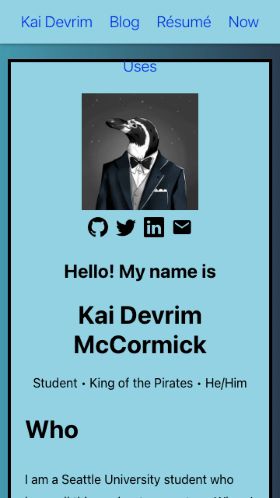 Kai Devrim Blog Résumé Now
Uses
Hello! My name is
Kai Devrim
McCormick
Student • King of the Pirates • He/Him
Who
I am a Seattle University student who